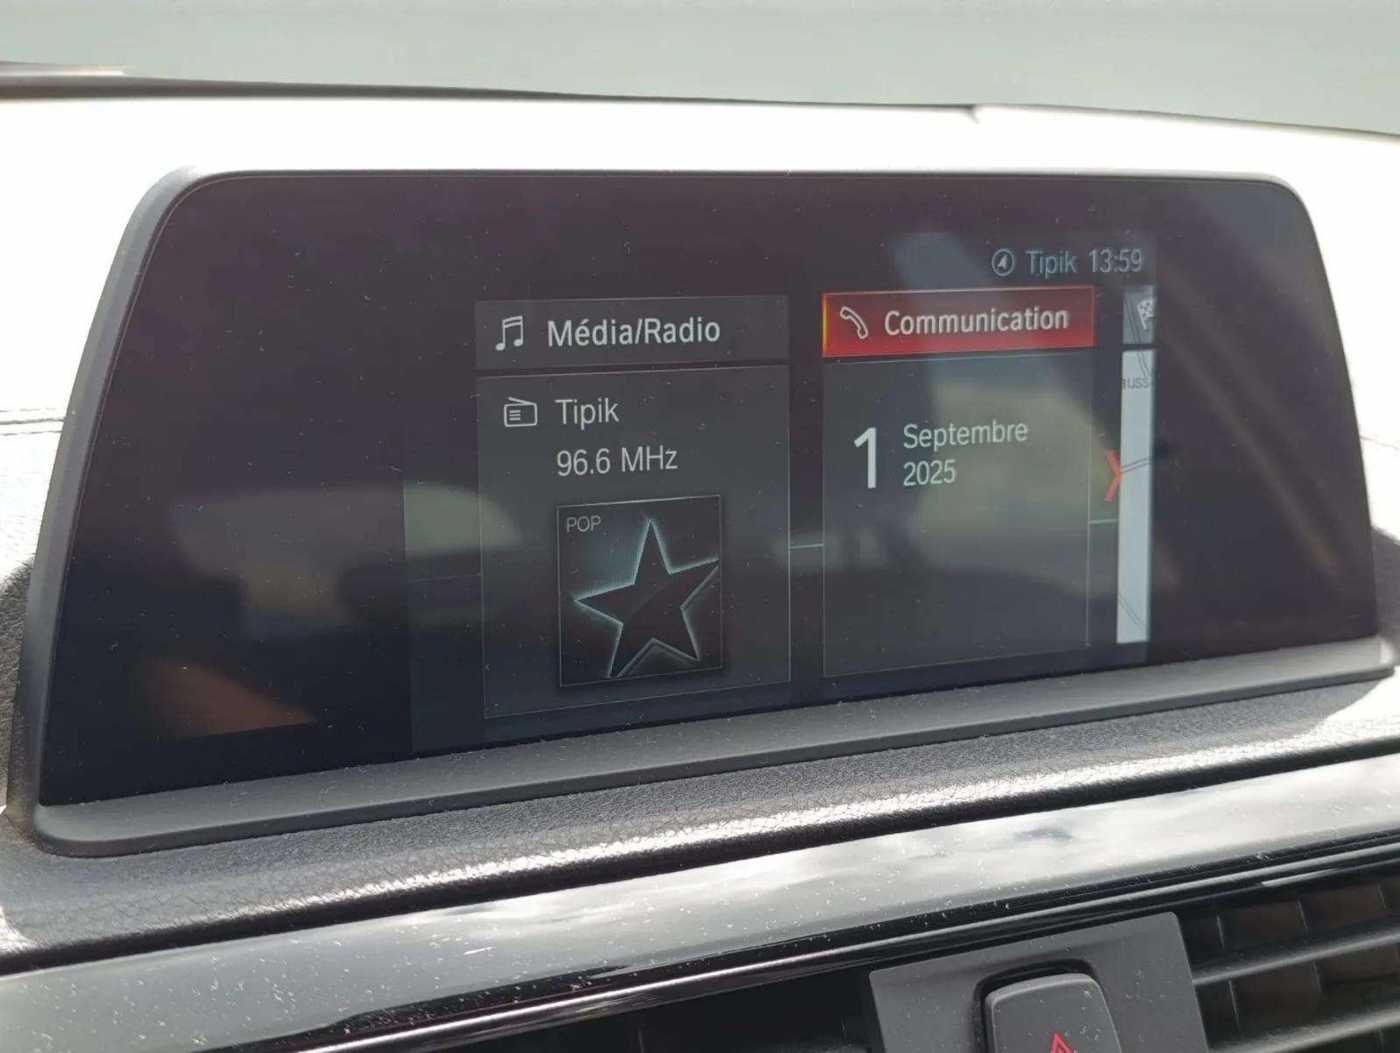 Tipik 13:59
Média/Radio
Tipik
96.6 MHz
POP
Communication
1
Septembre
2025